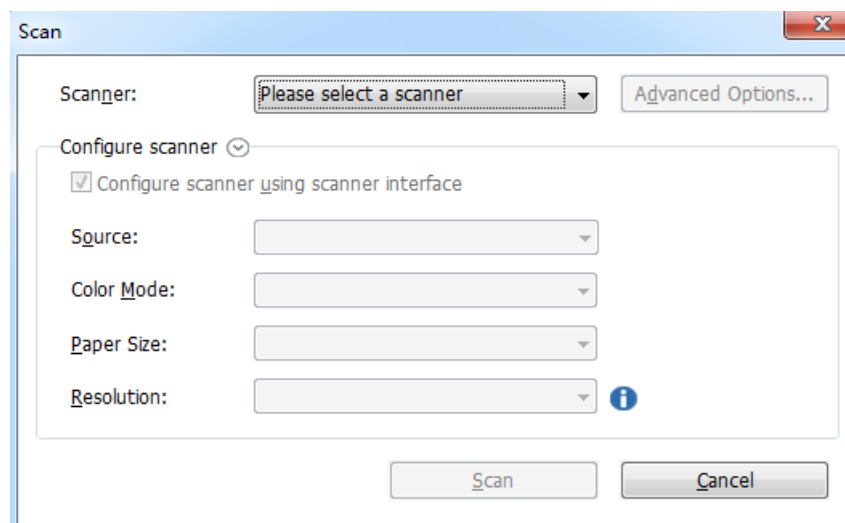 Scan
Scanner: Please select a scanner Advanced Options...
Configure scanner
Configure scanner using scanner interface
Source:
Color Mode:
Paper Size:
Resolution:
Scan Cancel